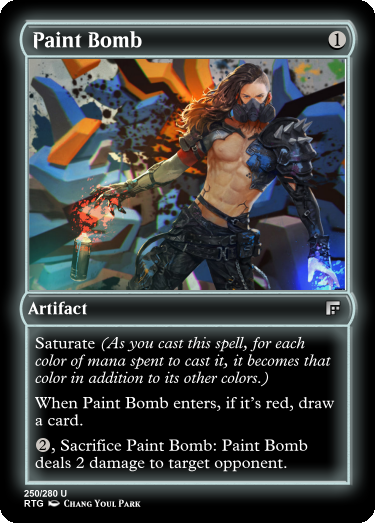 Paint Bomb 1
Artifact
Saturate (As you cast this spell, for each
color of mana spent to cast it, it becomes that
color in addition to its other colors.)
When Paint Bomb enters, if it's red, draw
a card.
2, Sacrifice Paint Bomb: Paint Bomb
deals 2 damage to target opponent.
250/280 U
RTG Chang Youl Park